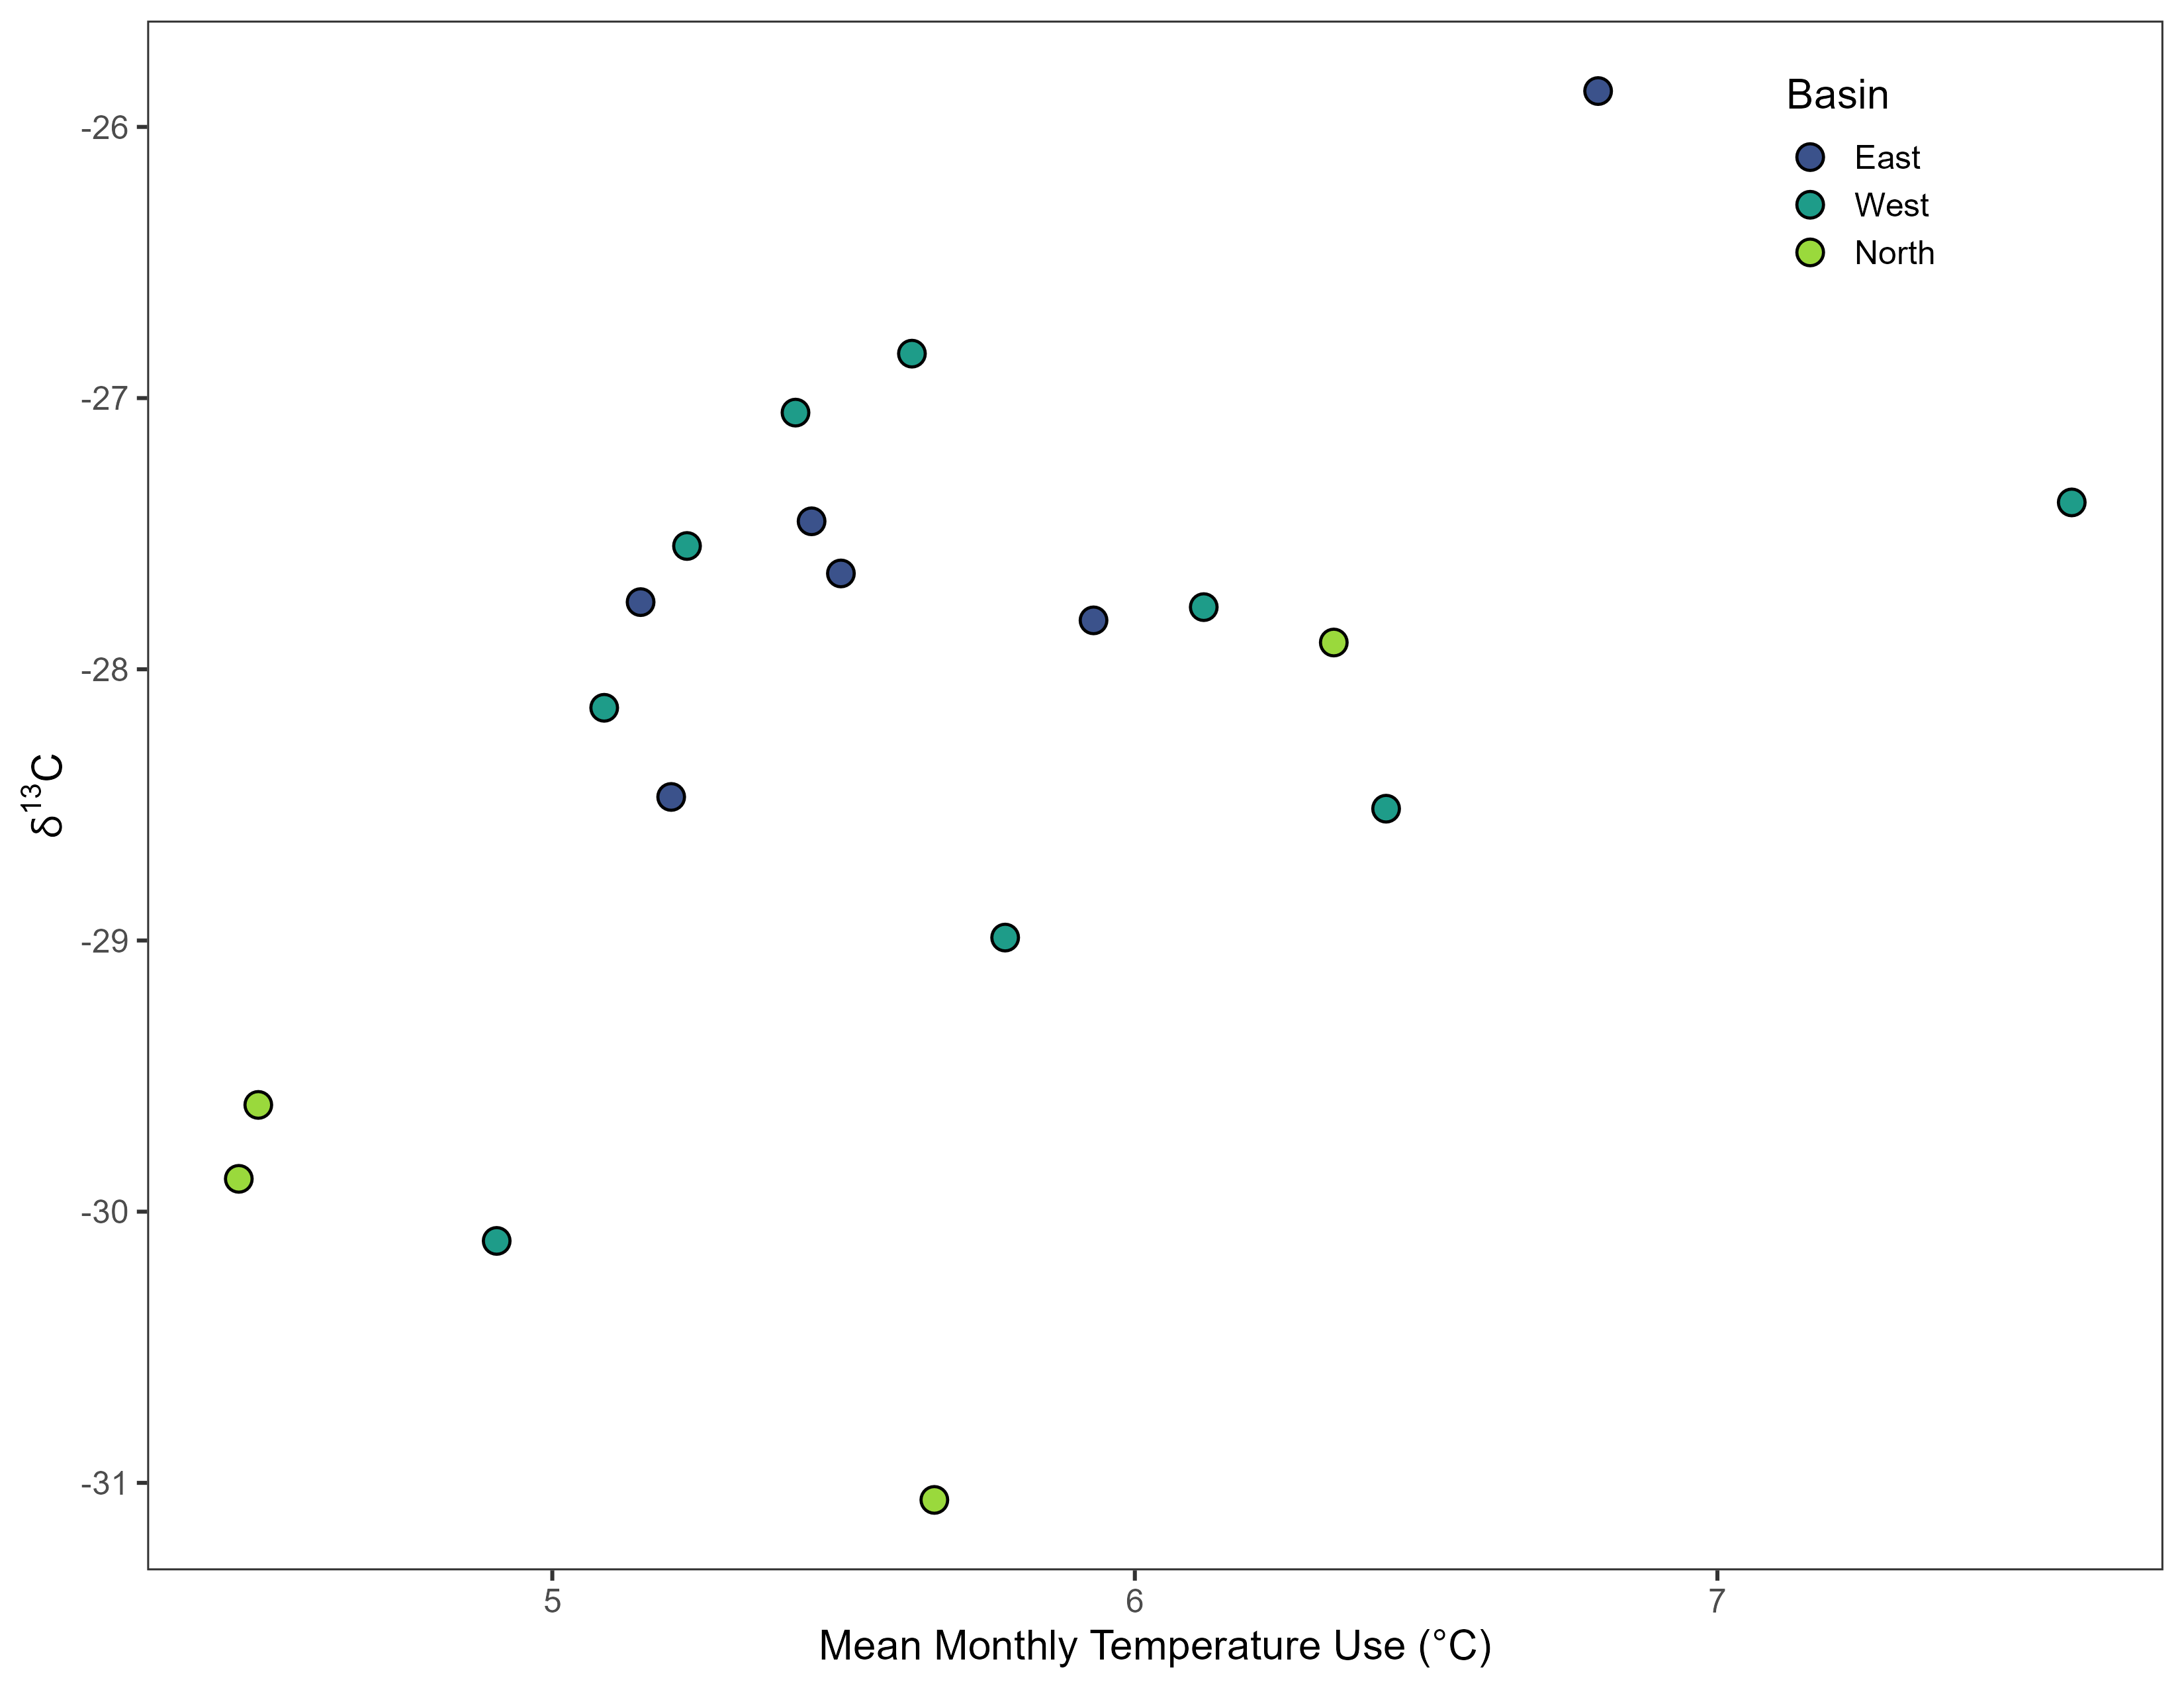 Basin
East
West
North
-26
-27
-28
-29
-30
-31
δ¹³C
5 6 7
Mean Monthly Temperature Use (°C)